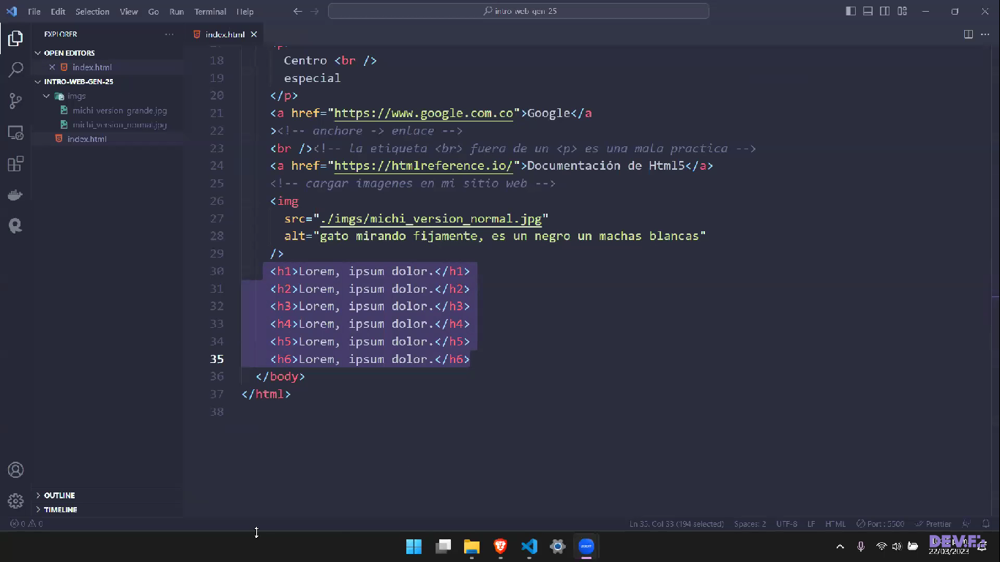 File Edit Selection View Go Run Terminal Help
intro-web-gen-25
EXPLORER
OPEN EDITORS
index.html
INTRO-WEB-GEN-25
imgs
michi_version_grande.jpg
michi_version_normal.jpg
index.html
OUTLINE
TIMELINE
index.html
18 Centro <br />
19 especial
20 </p>
21 <a href="https://www.google.com.co">Google</a
22 ><!-- anchore -> enlace -->
23 <br /><!-- La etiqueta <br> fuera de un <p> es una mala practica -->
24 <a href="https://htmlreference.io/">Documentación de Html5</a>
25 <!-- cargar imagenes en mi sitio web -->
26 <img
27 src="./imgs/michi_version_normal.jpg"
28 alt="gato mirando fijamente, es un negro un machas blancas"
29 />
30 <h1>Lorem, ipsum dolor.</h1>
31 <h2>Lorem, ipsum dolor.</h2>
32 <h3>Lorem, ipsum dolor.</h3>
33 <h4>Lorem, ipsum dolor.</h4>
34 <h5>Lorem, ipsum dolor.</h5>
35 <h6>Lorem, ipsum dolor.</h6>
36 </body>
37 </html>
38
0 0
Ln 35, Col 33 (194 selected) Spaces: 2 UTF-8 LF HTML Port : 5500 Prettier
zoom
DEV.F
22/03/2023